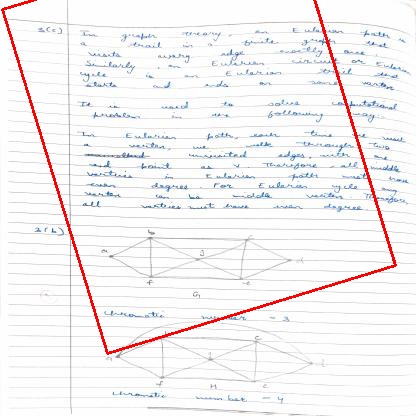 3(c) In graph theory, an Eulerian path is
a trail in a finite graph that
visits every edge exactly once.
Similarly, an Eulerian circuit or Eulerian
cycle is an Eulerian trail that
starts and ends on same vertex
It is used to solve computational
problem in the following way:
In Eulerian path, each time we visit
a vertex, we walk through two
unvisited edges, with one
end point as v Therefore all middle
vertices in Eulerian path must have
even degree. For Eulerian cycle any
vertex can be middle vertex Therefore
all vertices must have even degree
3(b)
b c
a g d
f e
G
chromatic number = 3
c
a
f H e
chromatic number = 4